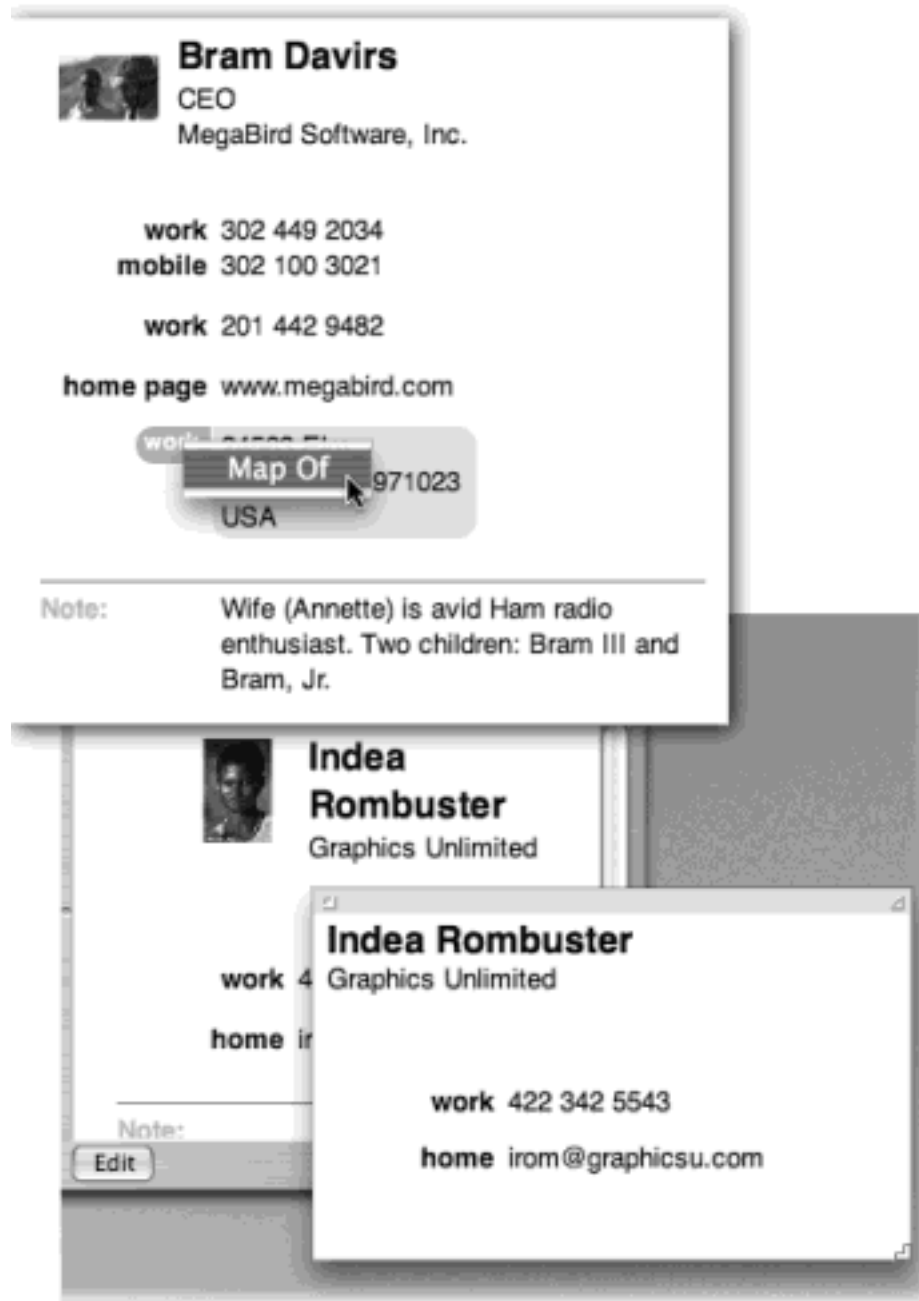 Bram Davirs
CEO
MegaBird Software, Inc.
work 302 449 2034
mobile 302 100 3021
work 201 442 9482
home page www.megabird.com
work
Map Of
971023
USA
Note: Wife (Annette) is avid Ham radio
enthusiast. Two children: Bram III and
Bram, Jr.
Indea
Rombuster
Graphics Unlimited
work 4
home ir
Note:
Edit
Indea Rombuster
Graphics Unlimited
work 422 342 5543
home irom@graphicsu.com